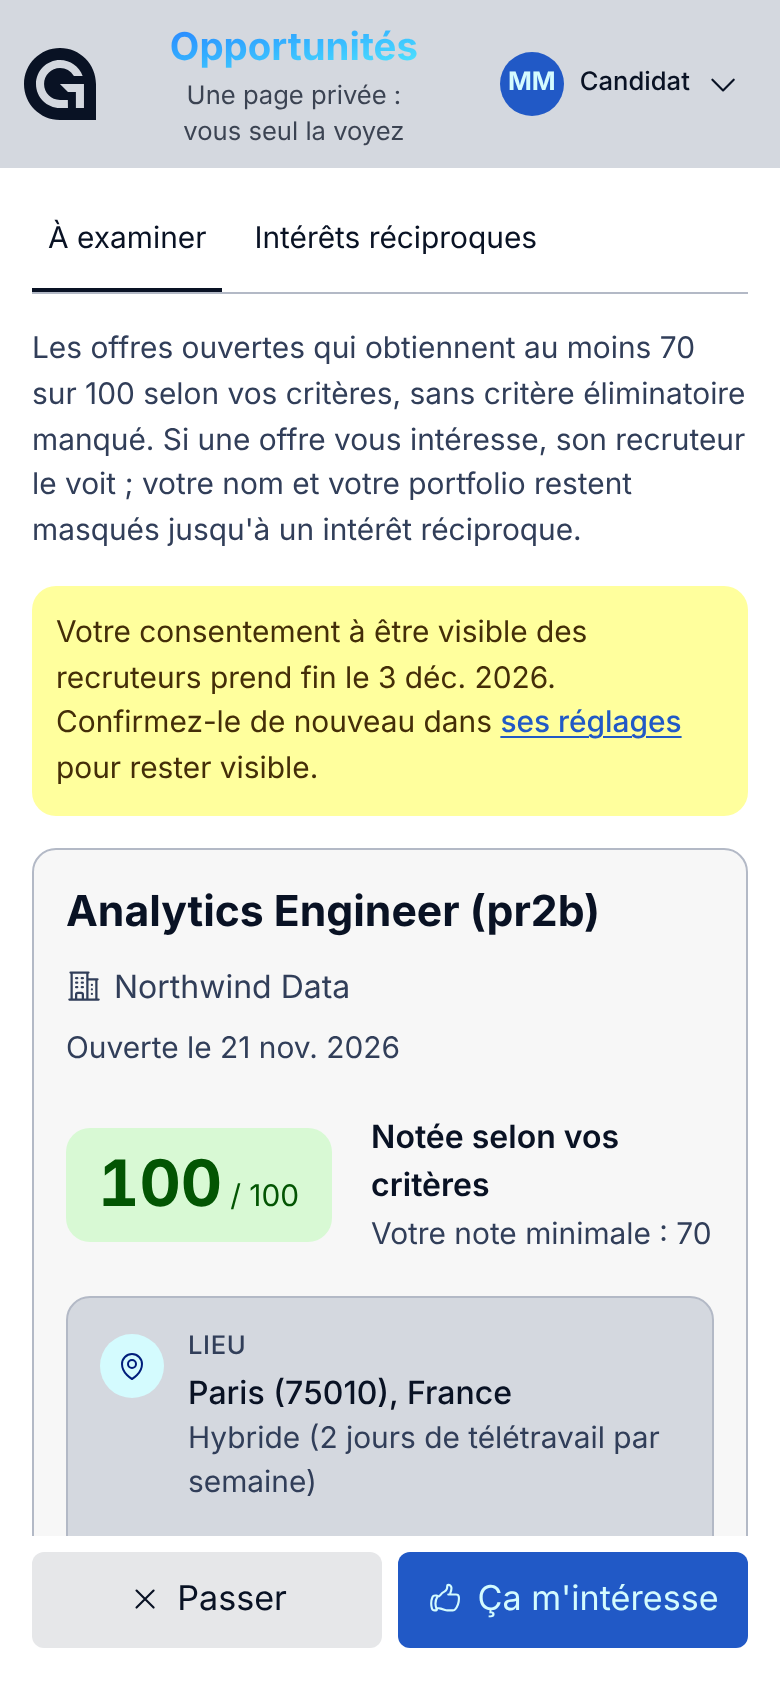 Opportunités
Une page privée :
vous seul la voyez
MM
Candidat
À examiner
Intérêts réciproques
Les offres ouvertes qui obtiennent au moins 70
sur 100 selon vos critères, sans critère éliminatoire
manqué. Si une offre vous intéresse, son recruteur
le voit ; votre nom et votre portfolio restent
masqués jusqu'à un intérêt réciproque.
Votre consentement à être visible des
recruteurs prend fin le 3 déc. 2026.
Confirmez-le de nouveau dans ses réglages
pour rester visible.
Analytics Engineer (pr2b)
Northwind Data
Ouverte le 21 nov. 2026
100 / 100
Notée selon vos
critères
Votre note minimale : 70
LIEU
Paris (75010), France
Hybride (2 jours de télétravail par
semaine)
Passer
Ça m'intéresse